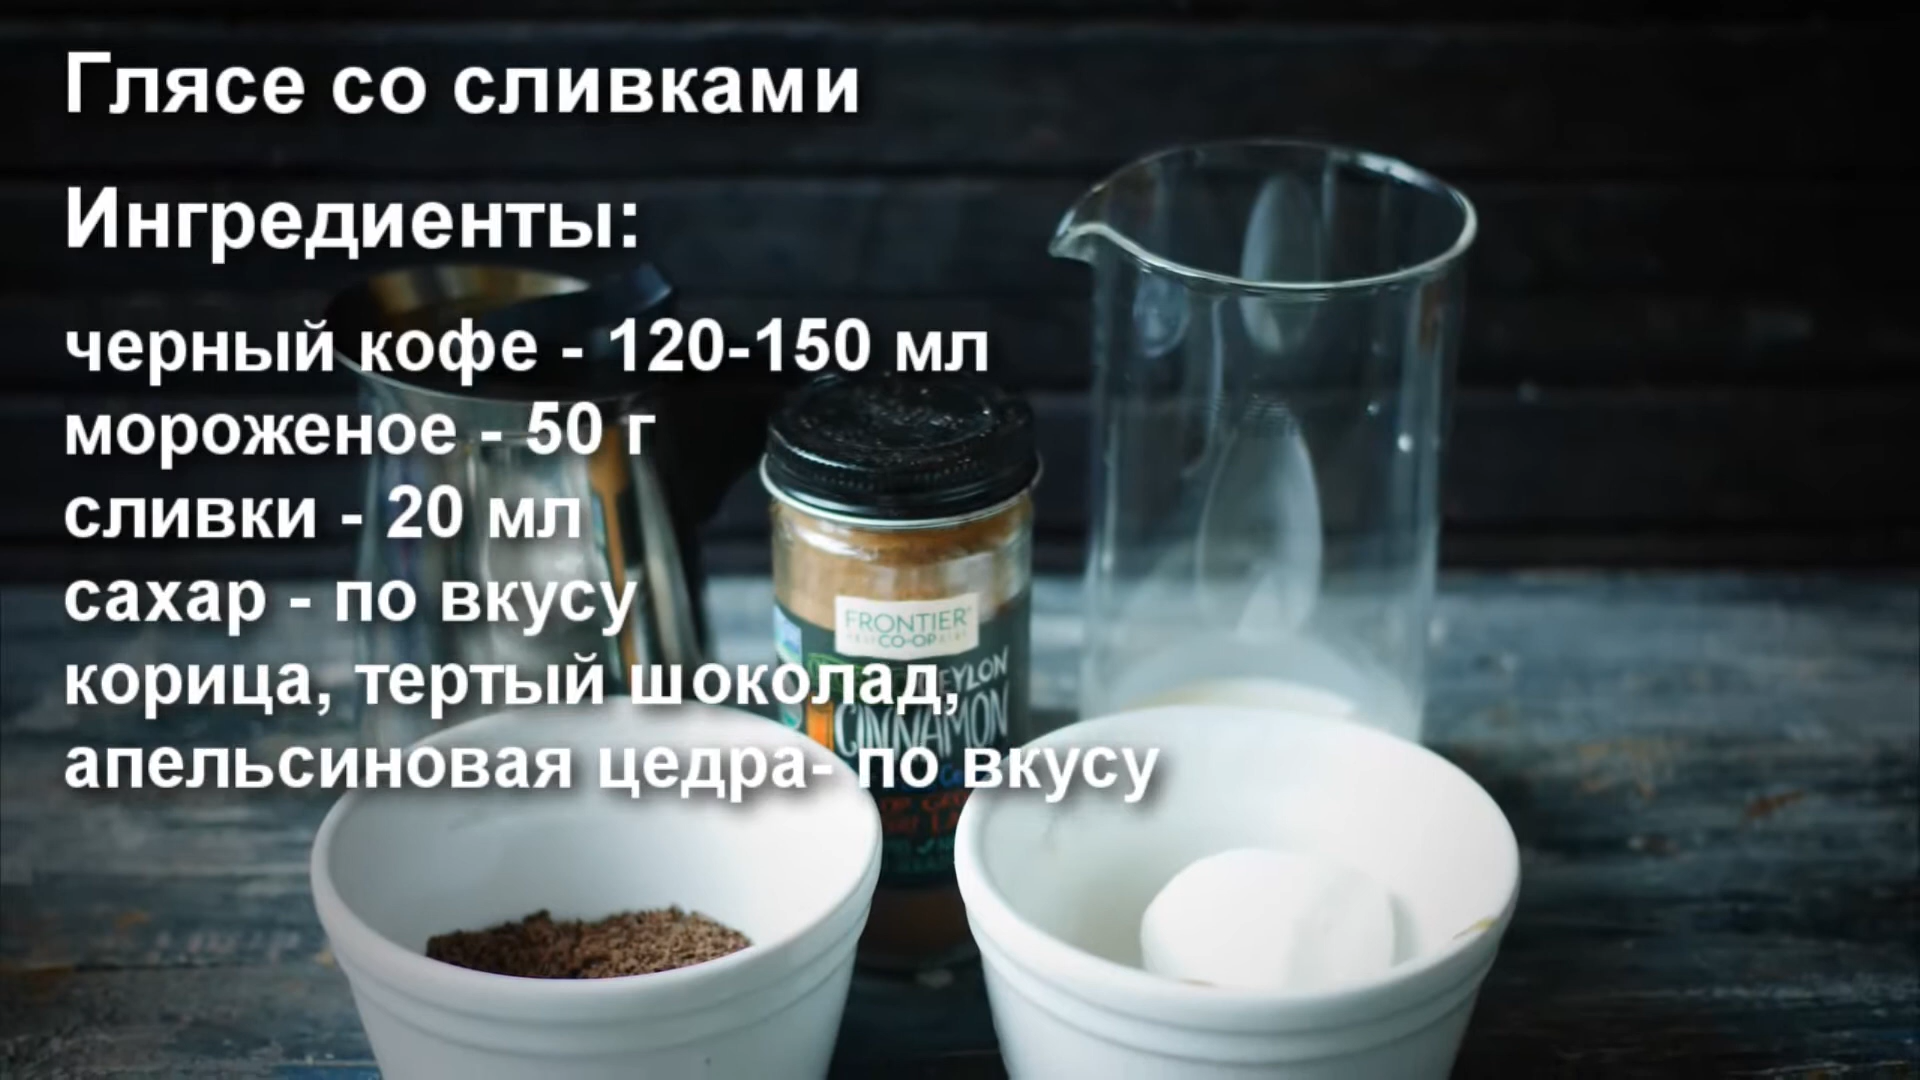 Глясе со сливками
Ингредиенты:
черный кофе - 120-150 мл
мороженое - 50 г
сливки - 20 мл
сахар - по вкусу
корица, тертый шоколад,
апельсиновая цедра- по вкусу
FRONTIER
CO-OP
CINNAMON